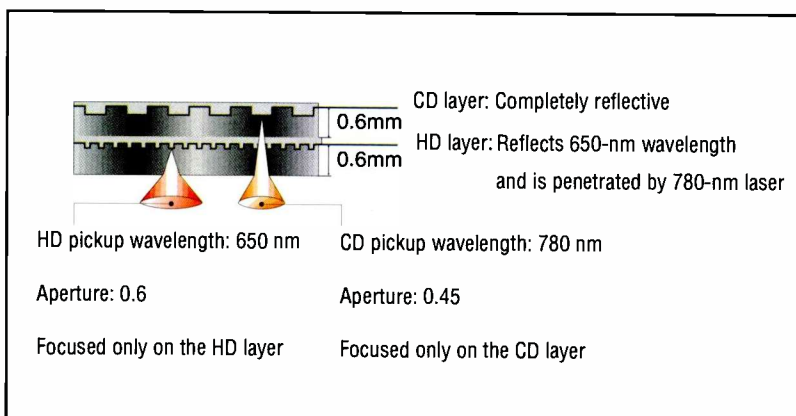 CD layer: Completely reflective
0.6mm
HD layer: Reflects 650-nm wavelength
0.6mm
and is penetrated by 780-nm laser
HD pickup wavelength: 650 nm
Aperture: 0.6
Focused only on the HD layer
CD pickup wavelength: 780 nm
Aperture: 0.45
Focused only on the CD layer